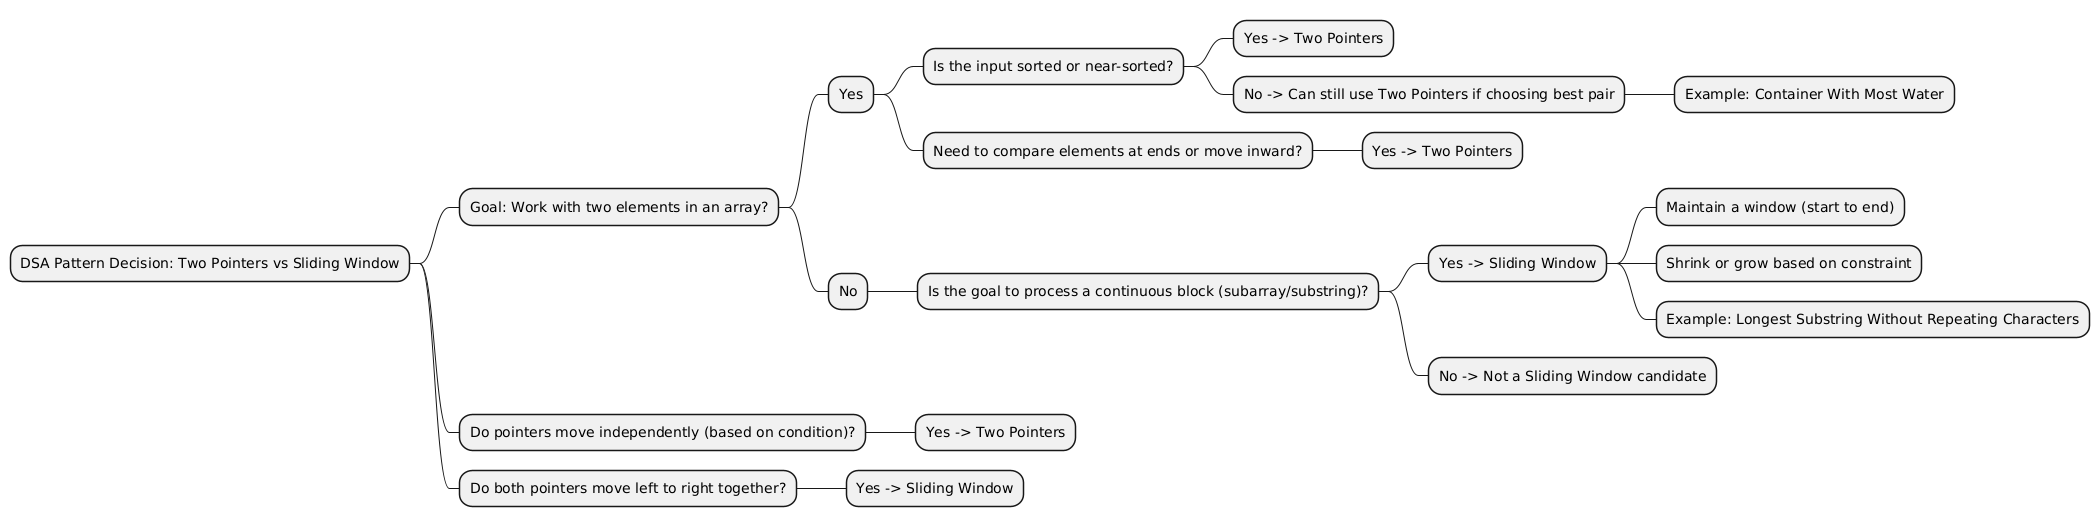 DSA Pattern Decision: Two Pointers vs Sliding Window
Goal: Work with two elements in an array?
Yes
Is the input sorted or near-sorted?
Yes -> Two Pointers
No -> Can still use Two Pointers if choosing best pair
Example: Container With Most Water
Need to compare elements at ends or move inward?
Yes -> Two Pointers
No
Is the goal to process a continuous block (subarray/substring)?
Yes -> Sliding Window
Maintain a window (start to end)
Shrink or grow based on constraint
Example: Longest Substring Without Repeating Characters
No -> Not a Sliding Window candidate
Do pointers move independently (based on condition)?
Yes -> Two Pointers
Do both pointers move left to right together?
Yes -> Sliding Window